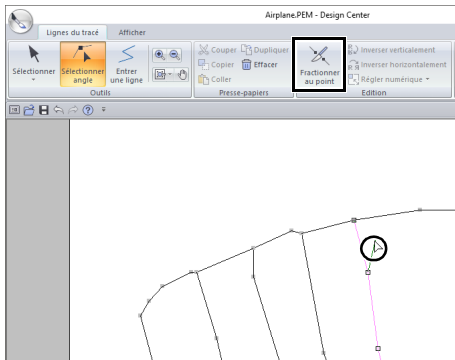 Airplane.PEM - Design Center
Lignes du tracé Afficher
Sélectionner
Sélectionner angle
Entrer une ligne
Couper
Copier
Coller
Dupliquer
Effacer
Fractionner au point
Inverser verticalement
Inverser horizontalement
Régler numérique
Outils
Presse-papiers
Edition